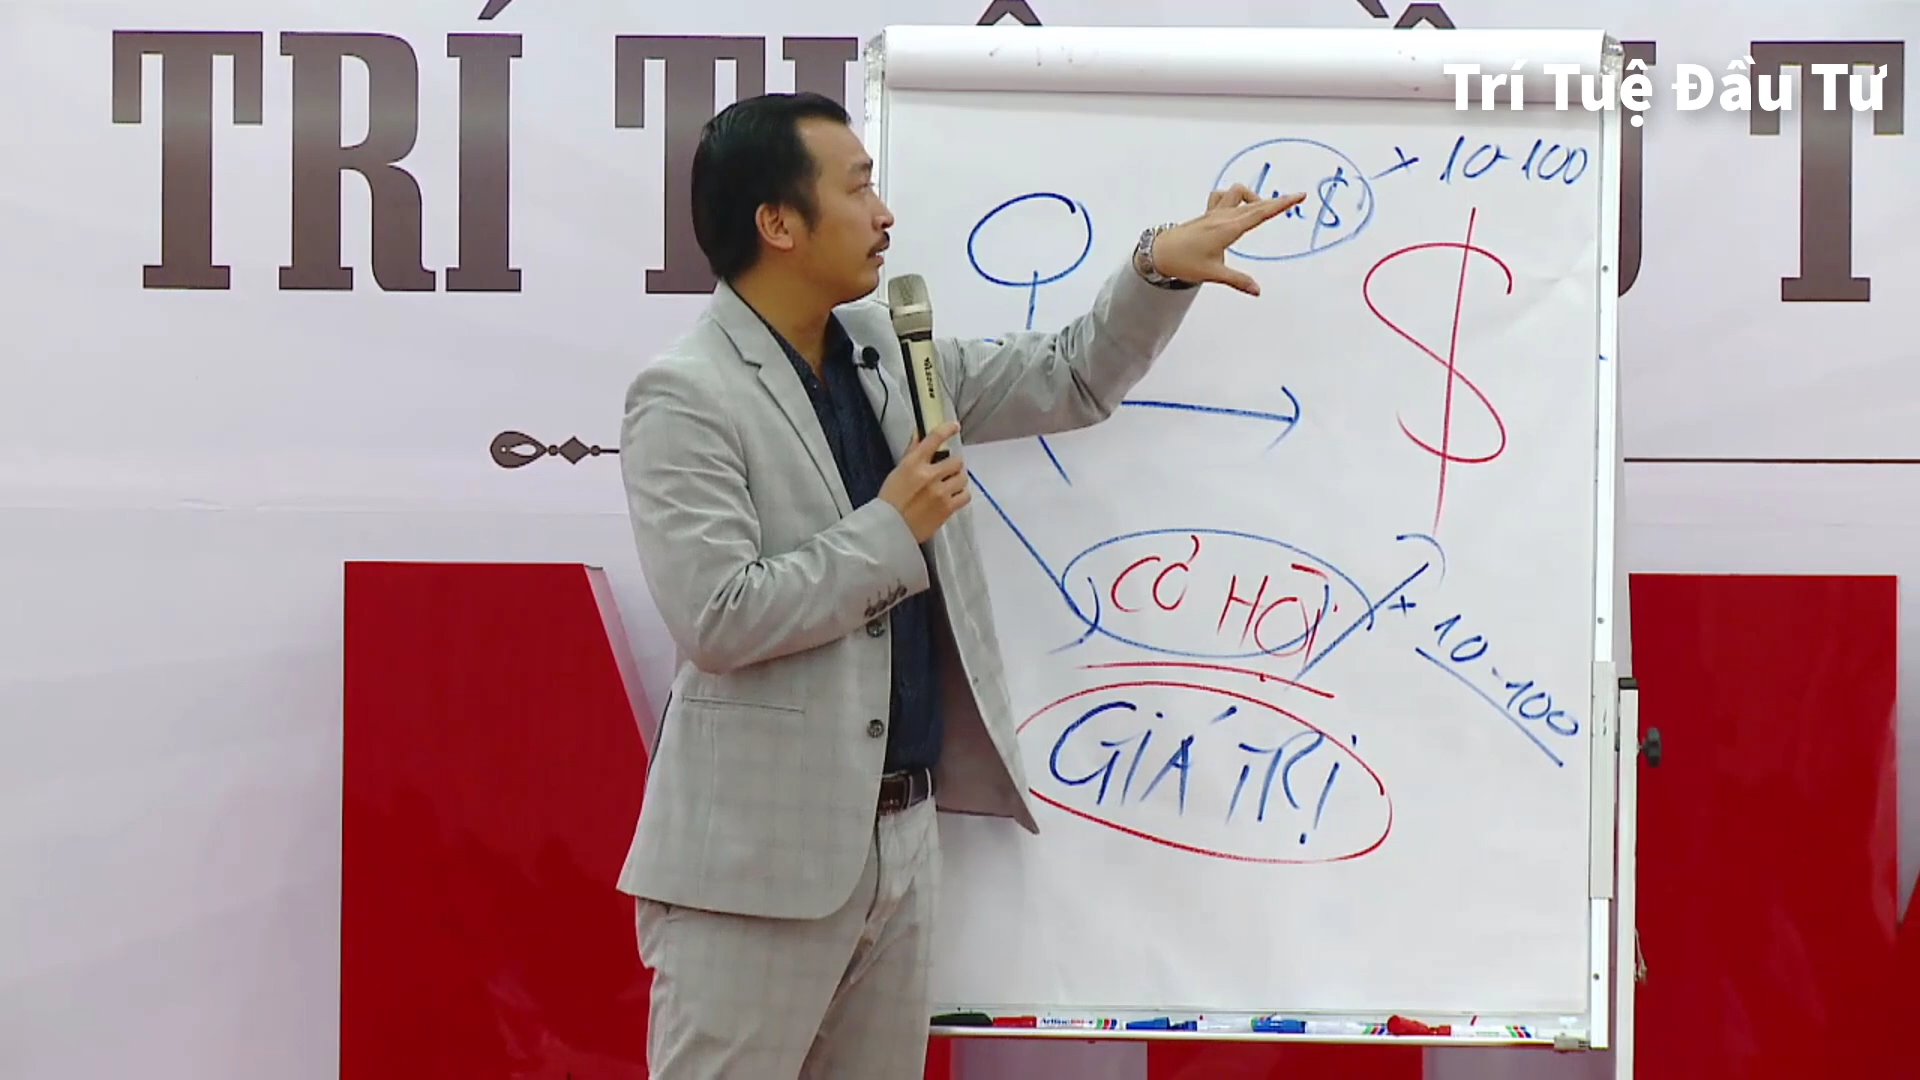 TRÍ
Trí Tuệ Đầu Tư
x 10-100
$
$
CƠ HỘI
x 10-100
GIÁ TRỊ